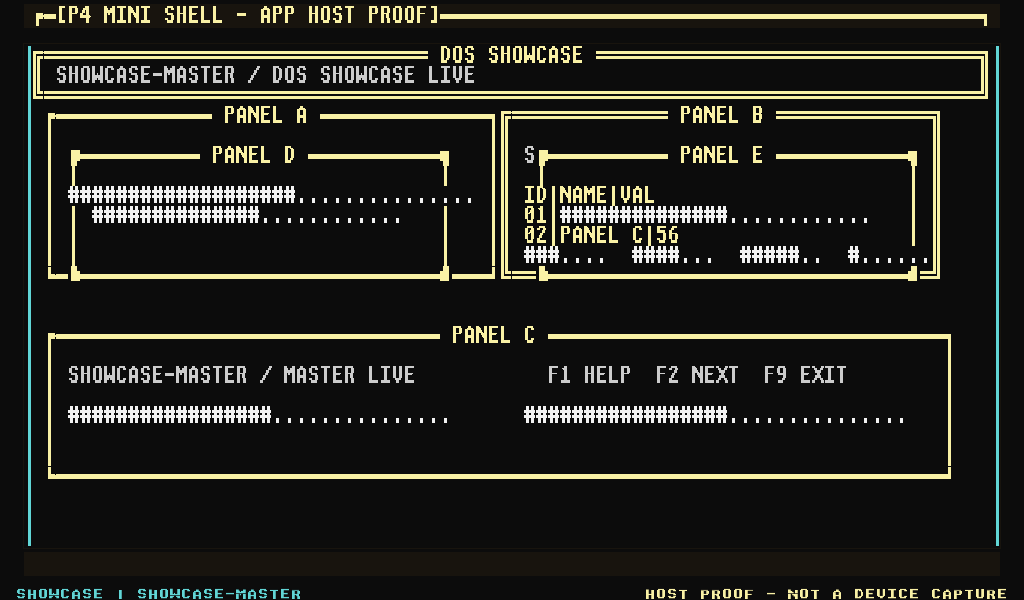 [P4 MINI SHELL - APP HOST PROOF]
DOS SHOWCASE
SHOWCASE-MASTER / DOS SHOWCASE LIVE
PANEL A
PANEL B
PANEL D
S
PANEL E
###################...............
ID|NAME|VAL
##############............
01|##############............
02|PANEL C|56
###.... ####... #####.. #......
PANEL C
SHOWCASE-MASTER / MASTER LIVE
F1 HELP F2 NEXT F9 EXIT
#################...............
#################...............
SHOWCASE | SHOWCASE-MASTER
HOST PROOF - NOT A DEVICE CAPTURE